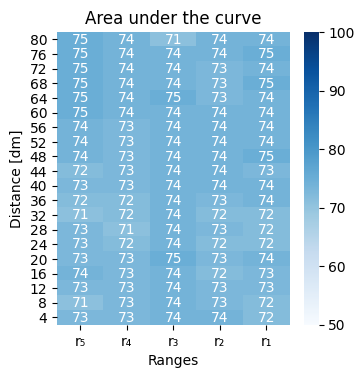 Area under the curve
80 75 74 71 74 74 100
76 75 74 74 74 75
72 75 74 74 73 74
68 75 74 74 73 75 90
64 75 74 75 73 74
60 75 74 74 74 74
56 74 73 74 74 74
52 74 73 74 74 74 80
48 74 73 74 74 75
44 72 73 74 74 73
40 73 73 74 74 74
36 72 72 74 73 74 70
32 71 72 74 72 72
28 73 71 74 73 72
24 73 72 74 72 72
20 73 73 75 73 74 60
16 74 73 74 72 73
12 73 73 74 73 73
8 71 73 74 73 72
4 73 73 74 74 72 50
Distance [dm]
r₅ r₄ r₃ r₂ r₁
Ranges